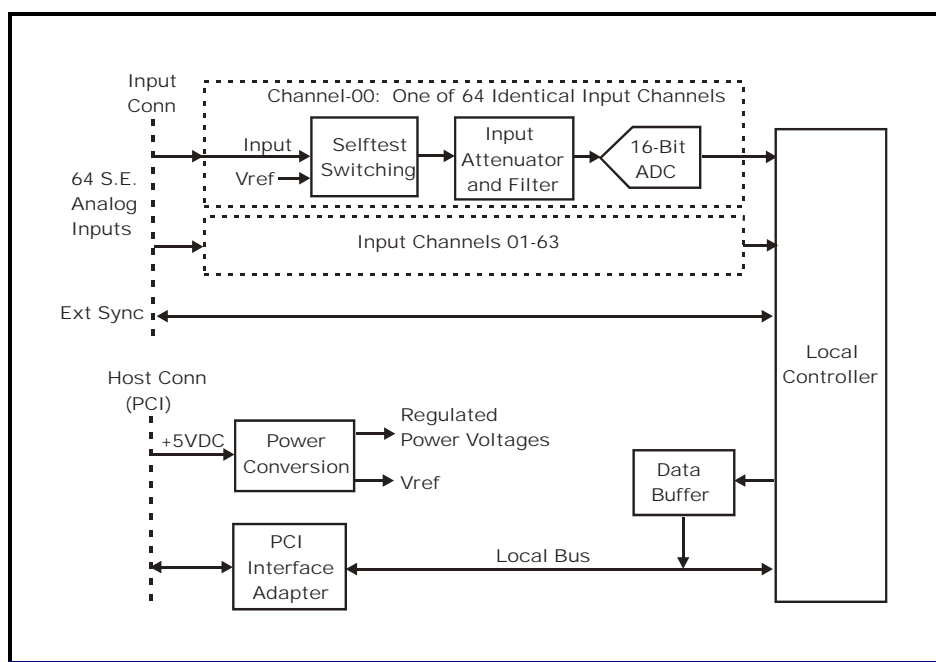 Input
Conn
Channel-00:  One of 64 Identical Input Channels
Input
Vref
Selftest
Switching
Input
Attenuator
and Filter
16-Bit
ADC
64 S.E.
Analog
Inputs
Input Channels 01-63
Ext Sync
Local
Controller
Host Conn
(PCI)
+5VDC
Power
Conversion
Regulated
Power Voltages
Vref
Data
Buffer
PCI
Interface
Adapter
Local Bus